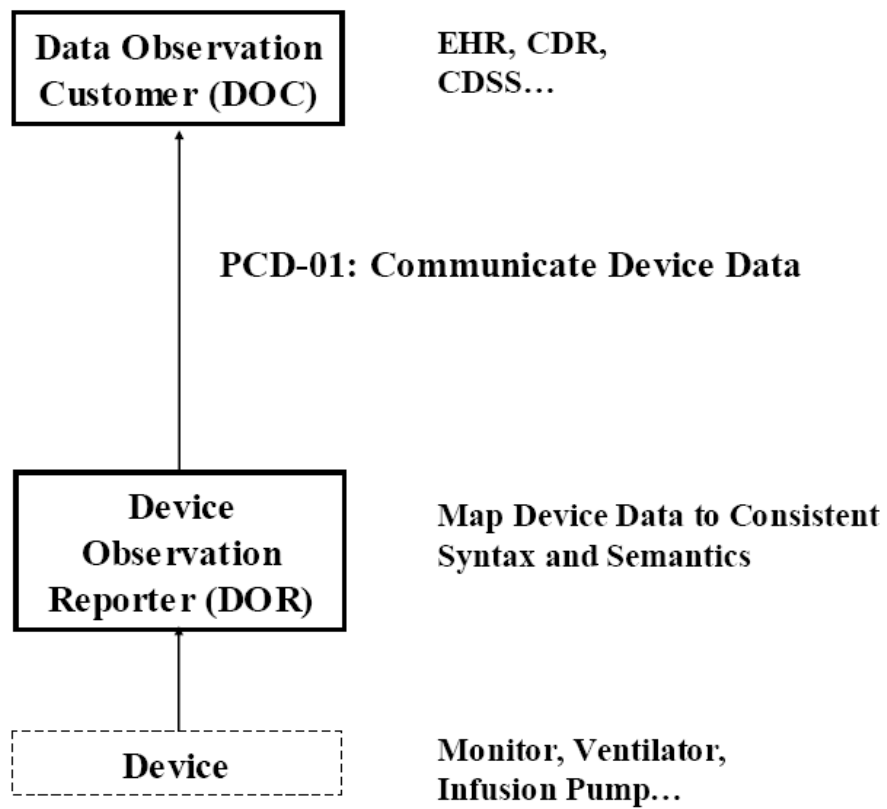 Data Observation
Customer (DOC)
EHR, CDR,
CDSS…
PCD-01: Communicate Device Data
Device
Observation
Reporter (DOR)
Map Device Data to Consistent
Syntax and Semantics
Device
Monitor, Ventilator,
Infusion Pump…